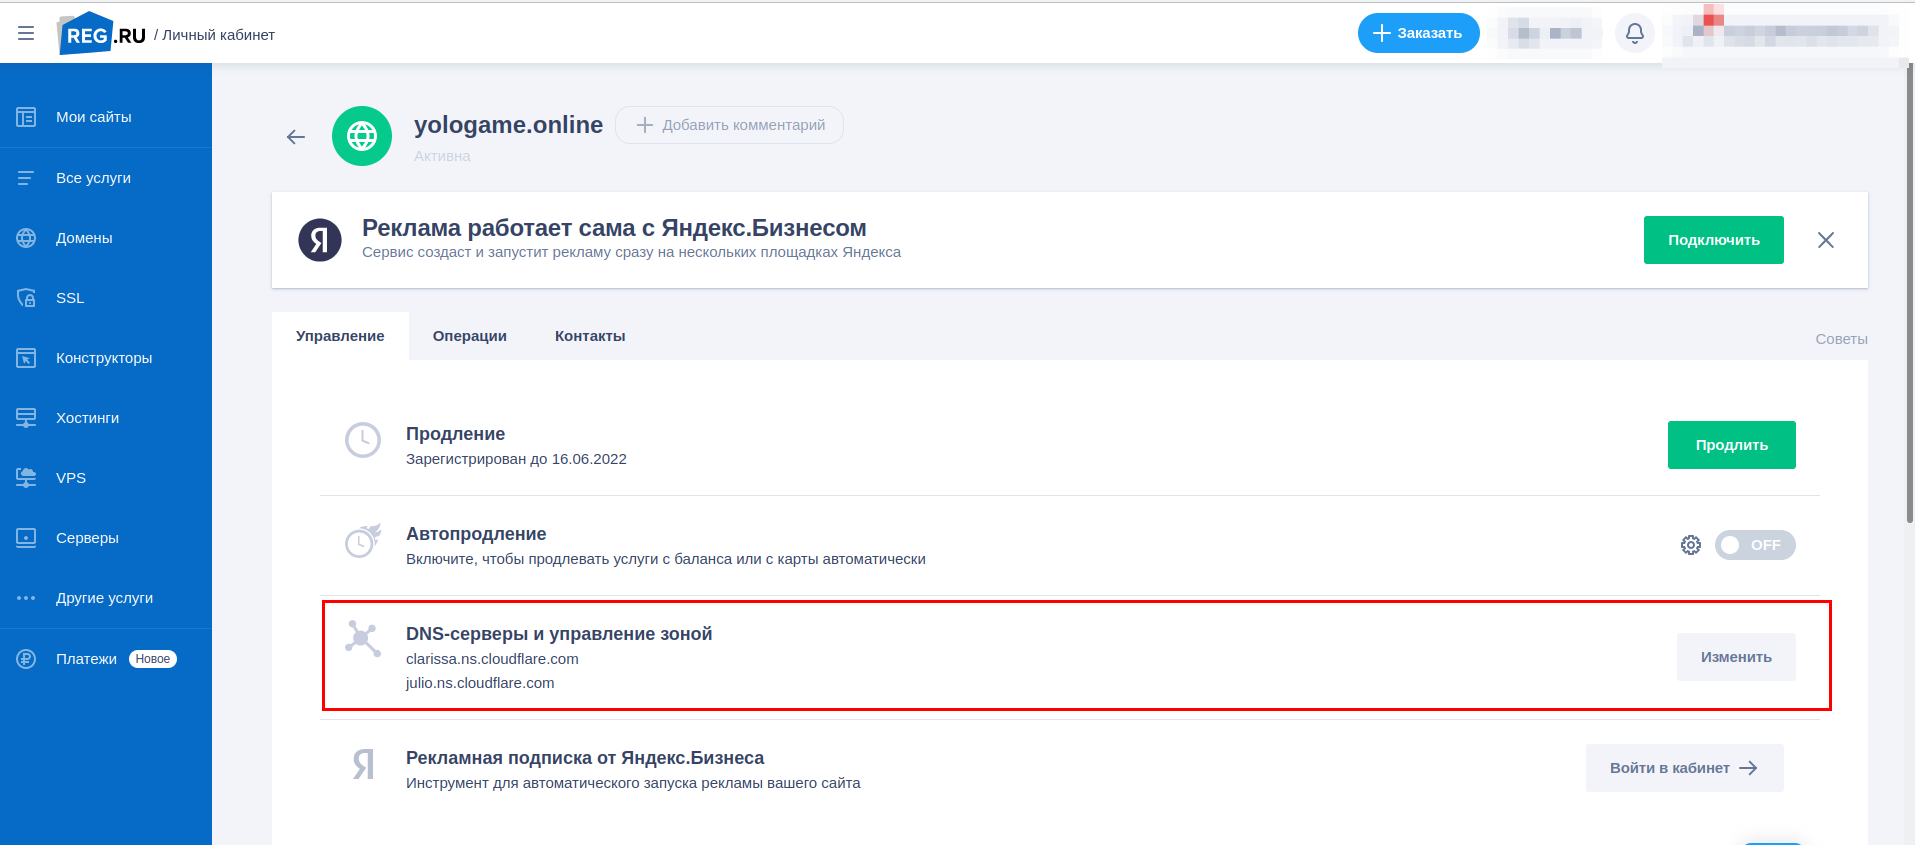 REG.RU / Личный кабинет
Заказать
Мои сайты
Все услуги
Домены
SSL
Конструкторы
Хостинги
VPS
Серверы
Другие услуги
Платежи Новое
yologame.online
Добавить комментарий
Активна
Я
Реклама работает сама с Яндекс.Бизнесом
Сервис создаст и запустит рекламу сразу на нескольких площадках Яндекса
Подключить
Управление Операции Контакты
Советы
Продление
Зарегистрирован до 16.06.2022
Продлить
Автопродление
Включите, чтобы продлевать услуги с баланса или с карты автоматически
OFF
DNS-серверы и управление зоной
clarissa.ns.cloudflare.com
julio.ns.cloudflare.com
Изменить
Я
Рекламная подписка от Яндекс.Бизнеса
Инструмент для автоматического запуска рекламы вашего сайта
Войти в кабинет